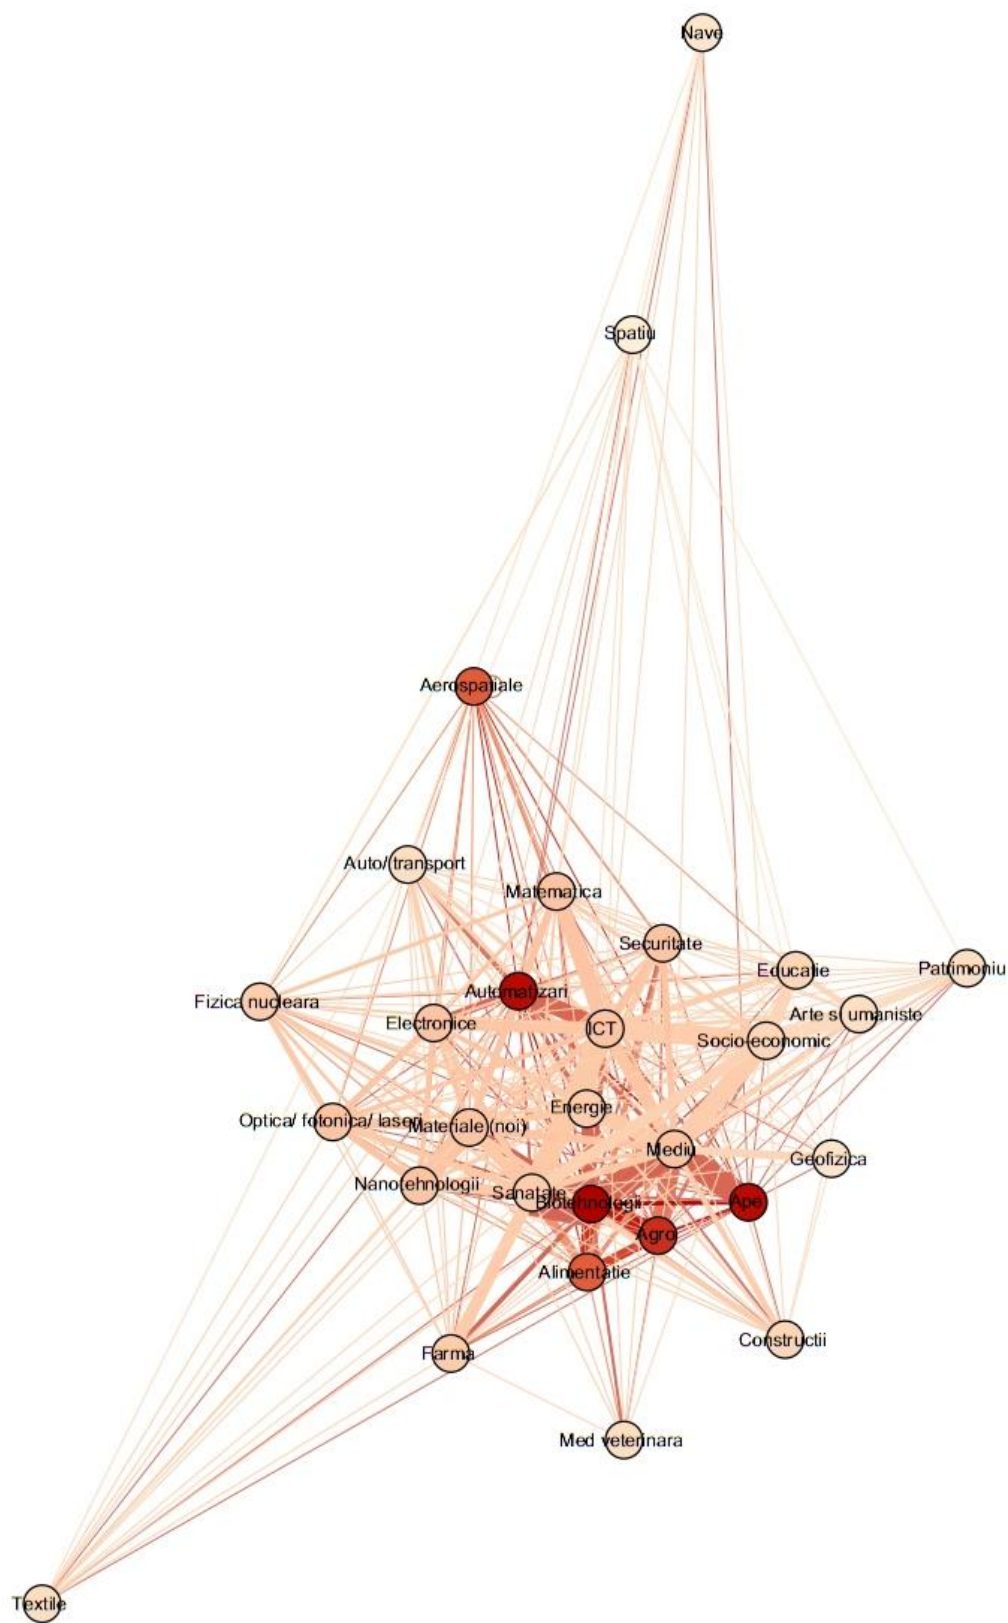 Nave
Spatiu
Aerospatiale
Auto/ transport
Matematica
Securitate
Educatie
Patrimoniu
Automatizari
Fizica nucleara
Arte si umaniste
Electronice
ICT
Socio-economic
Energie
Optica/ fotonica/ laseri
Materiale (noi)
Mediu
Geofizica
Nanotehnologii
Sanatate
Biotehnologii
Ape
Agro
Alimentatie
Constructii
Farma
Med veterinara
Textile